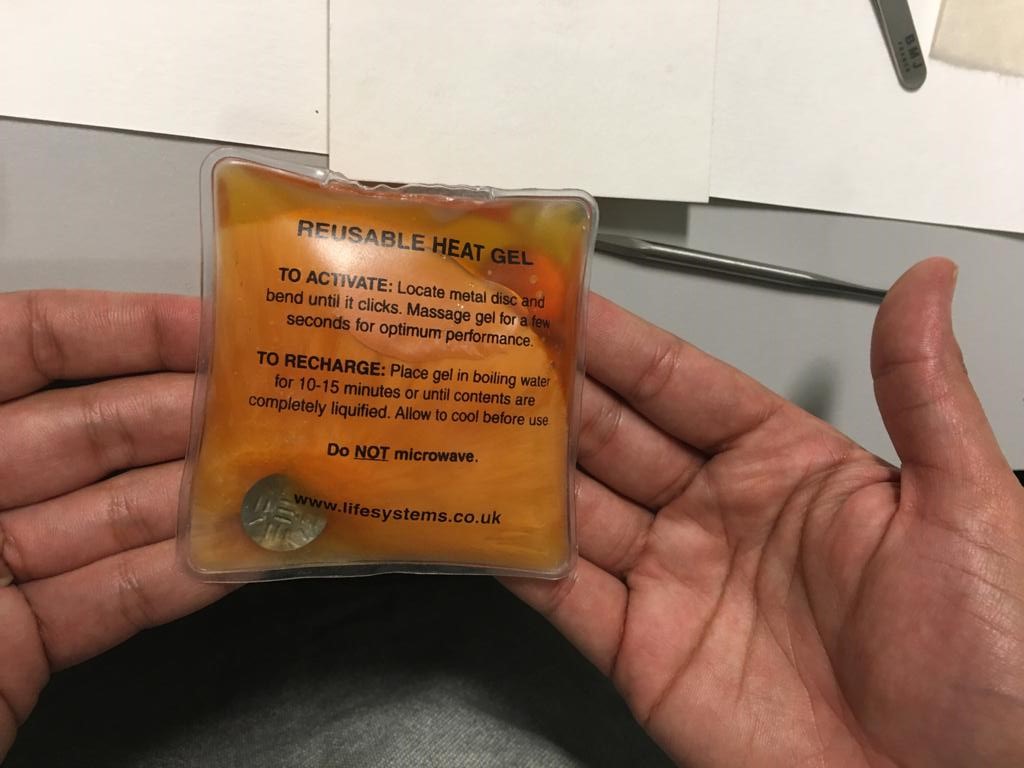 BMJ
FRANCE
REUSABLE HEAT GEL
TO ACTIVATE: Locate metal disc and
bend until it clicks. Massage gel for a few
seconds for optimum performance.
TO RECHARGE: Place gel in boiling water
for 10-15 minutes or until contents are
completely liquified. Allow to cool before use
Do NOT microwave.
www.lifesystems.co.uk